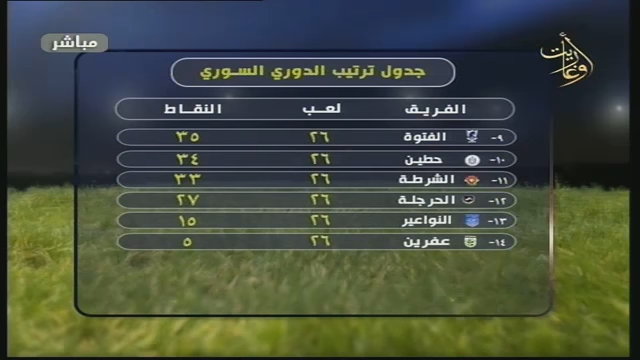 مباشر
أوغاريت
جدول ترتيب الدوري السوري
الفريق لعب النقاط
٩- الفتوة ٢٦ ٣٥
١٠- حطين ٢٦ ٣٤
١١- الشرطة ٢٦ ٣٣
١٢- الحرجلة ٢٦ ٢٧
١٣- النواعير ٢٦ ١٥
١٤- عفرين ٢٦ ٥